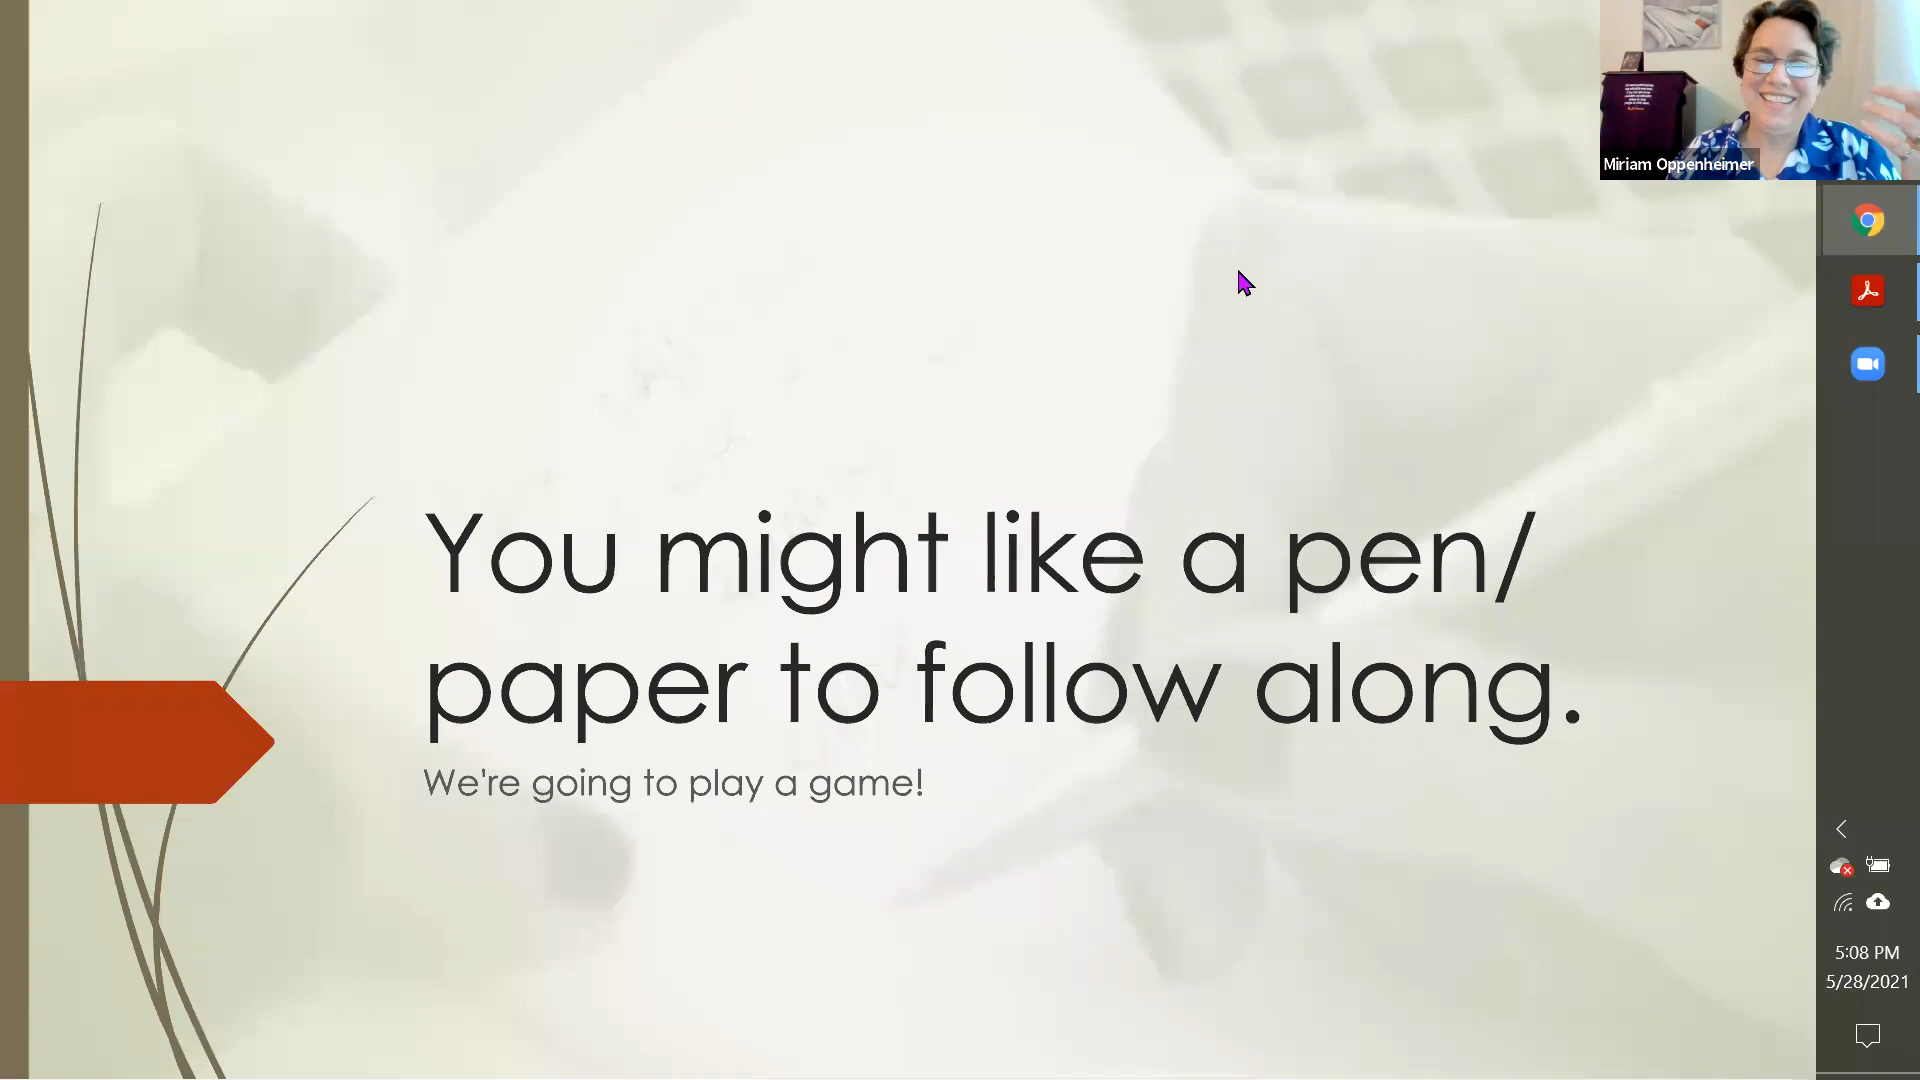 Miriam Oppenheimer
You might like a pen/
paper to follow along.
We're going to play a game!
5:08 PM
5/28/2021